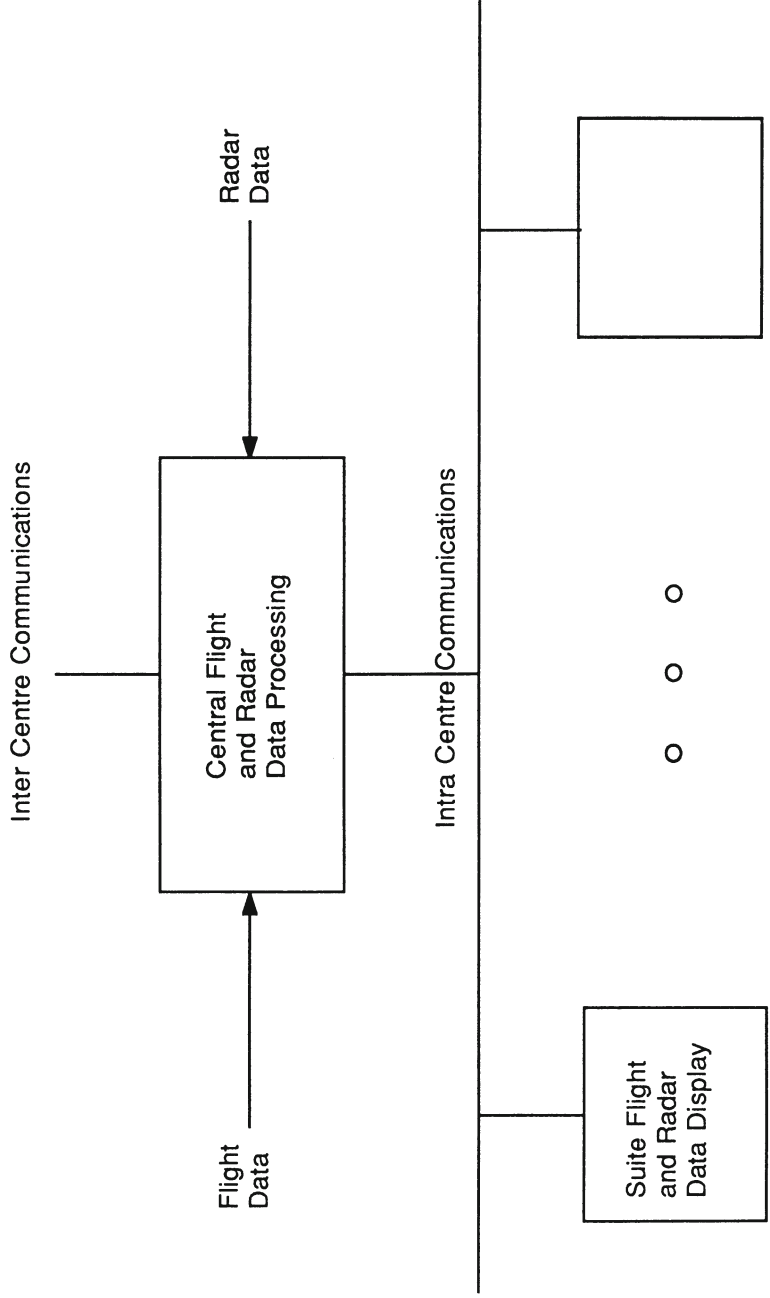 Inter Centre Communications
Flight
Data
Central Flight
and Radar
Data Processing
Radar
Data
Intra Centre Communications
Suite Flight
and Radar
Data Display